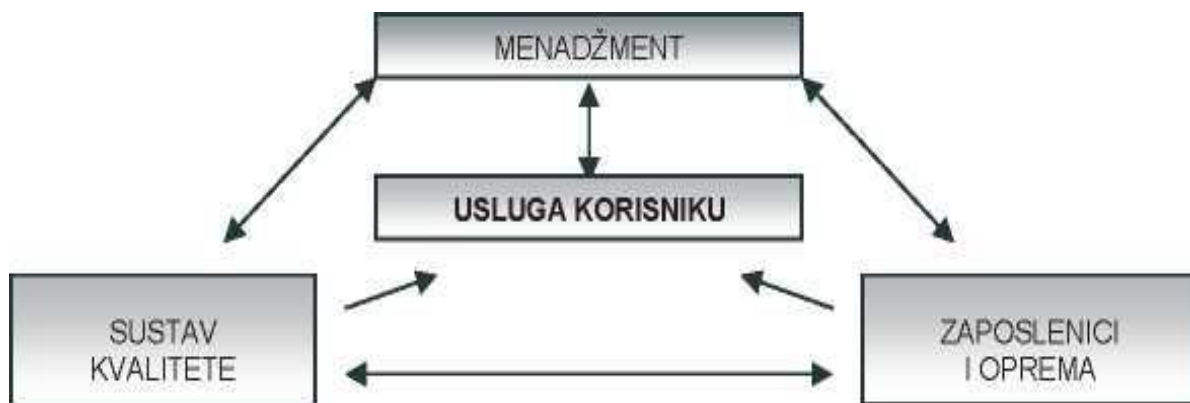 MENADŽMENT
USLUGA KORISNIKU
SUSTAV
KVALITETE
ZAPOSLENICI
I OPREMA